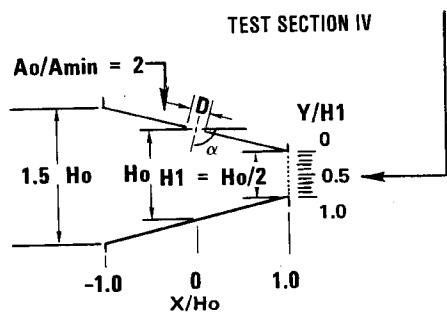 TEST SECTION IV
Ao/Amin = 2
D
Y/H1
α
0
1.5 Ho
Ho H1 = Ho/2
0.5
1.0
-1.0
0
1.0
X/Ho